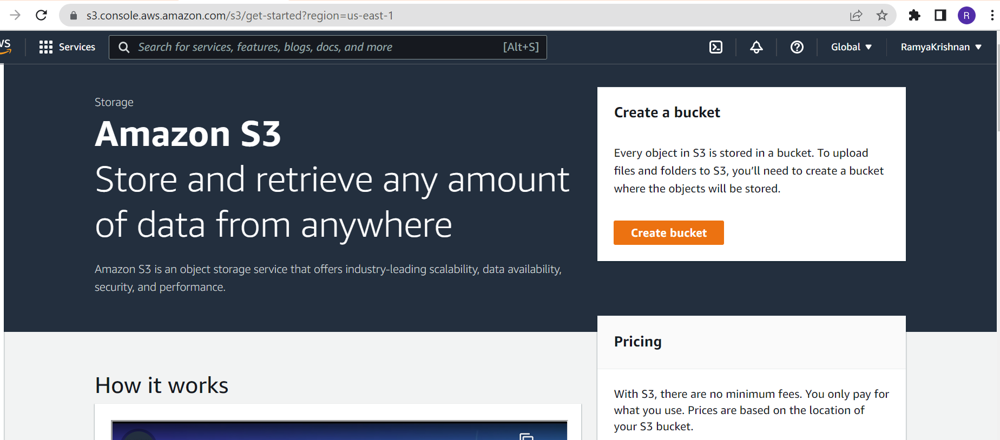 s3.console.aws.amazon.com/s3/get-started?region=us-east-1
R
Services
Search for services, features, blogs, docs, and more
[Alt+S]
Global
RamyaKrishnan
Storage
Amazon S3
Store and retrieve any amount
of data from anywhere
Amazon S3 is an object storage service that offers industry-leading scalability, data availability,
security, and performance.
Create a bucket
Every object in S3 is stored in a bucket. To upload
files and folders to S3, you’ll need to create a bucket
where the objects will be stored.
Create bucket
How it works
Pricing
With S3, there are no minimum fees. You only pay for
what you use. Prices are based on the location of
your S3 bucket.